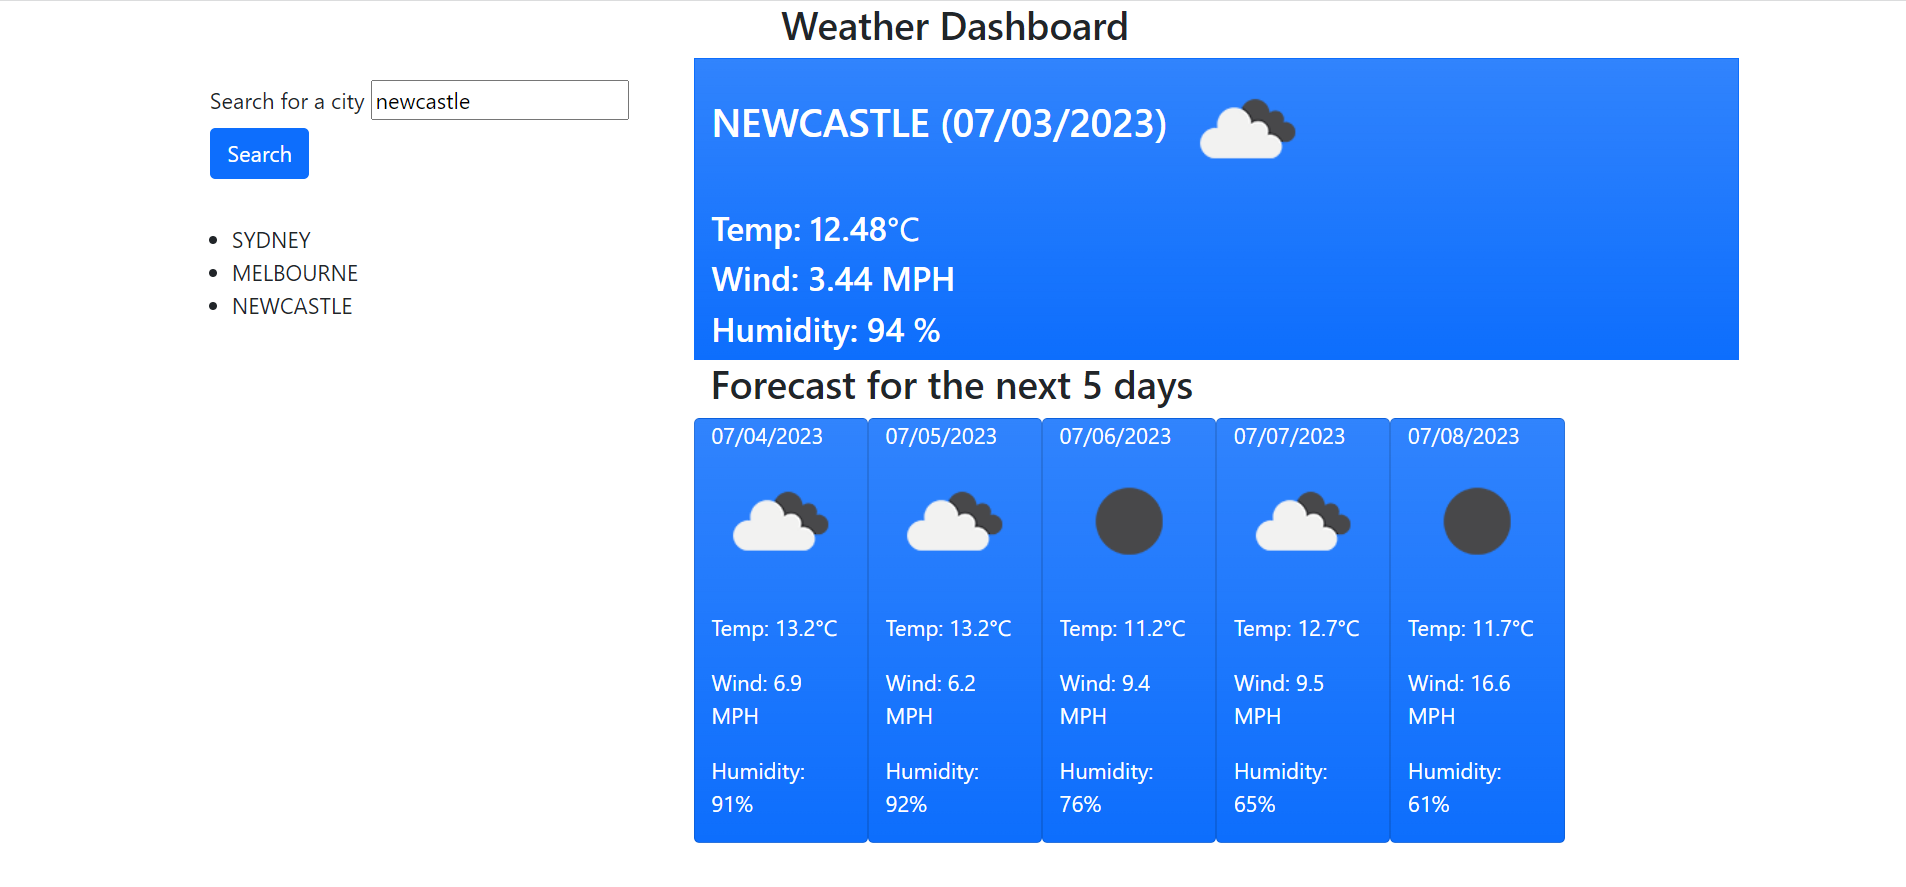 Weather Dashboard
Search for a city newcastle
Search
SYDNEY
MELBOURNE
NEWCASTLE
NEWCASTLE (07/03/2023)
Temp: 12.48°C
Wind: 3.44 MPH
Humidity: 94 %
Forecast for the next 5 days
07/04/2023
Temp: 13.2°C
Wind: 6.9
MPH
Humidity:
91%
07/05/2023
Temp: 13.2°C
Wind: 6.2
MPH
Humidity:
92%
07/06/2023
Temp: 11.2°C
Wind: 9.4
MPH
Humidity:
76%
07/07/2023
Temp: 12.7°C
Wind: 9.5
MPH
Humidity:
65%
07/08/2023
Temp: 11.7°C
Wind: 16.6
MPH
Humidity:
61%